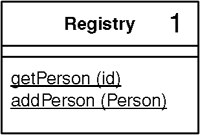 Registry 1
getPerson (id)
addPerson (Person)